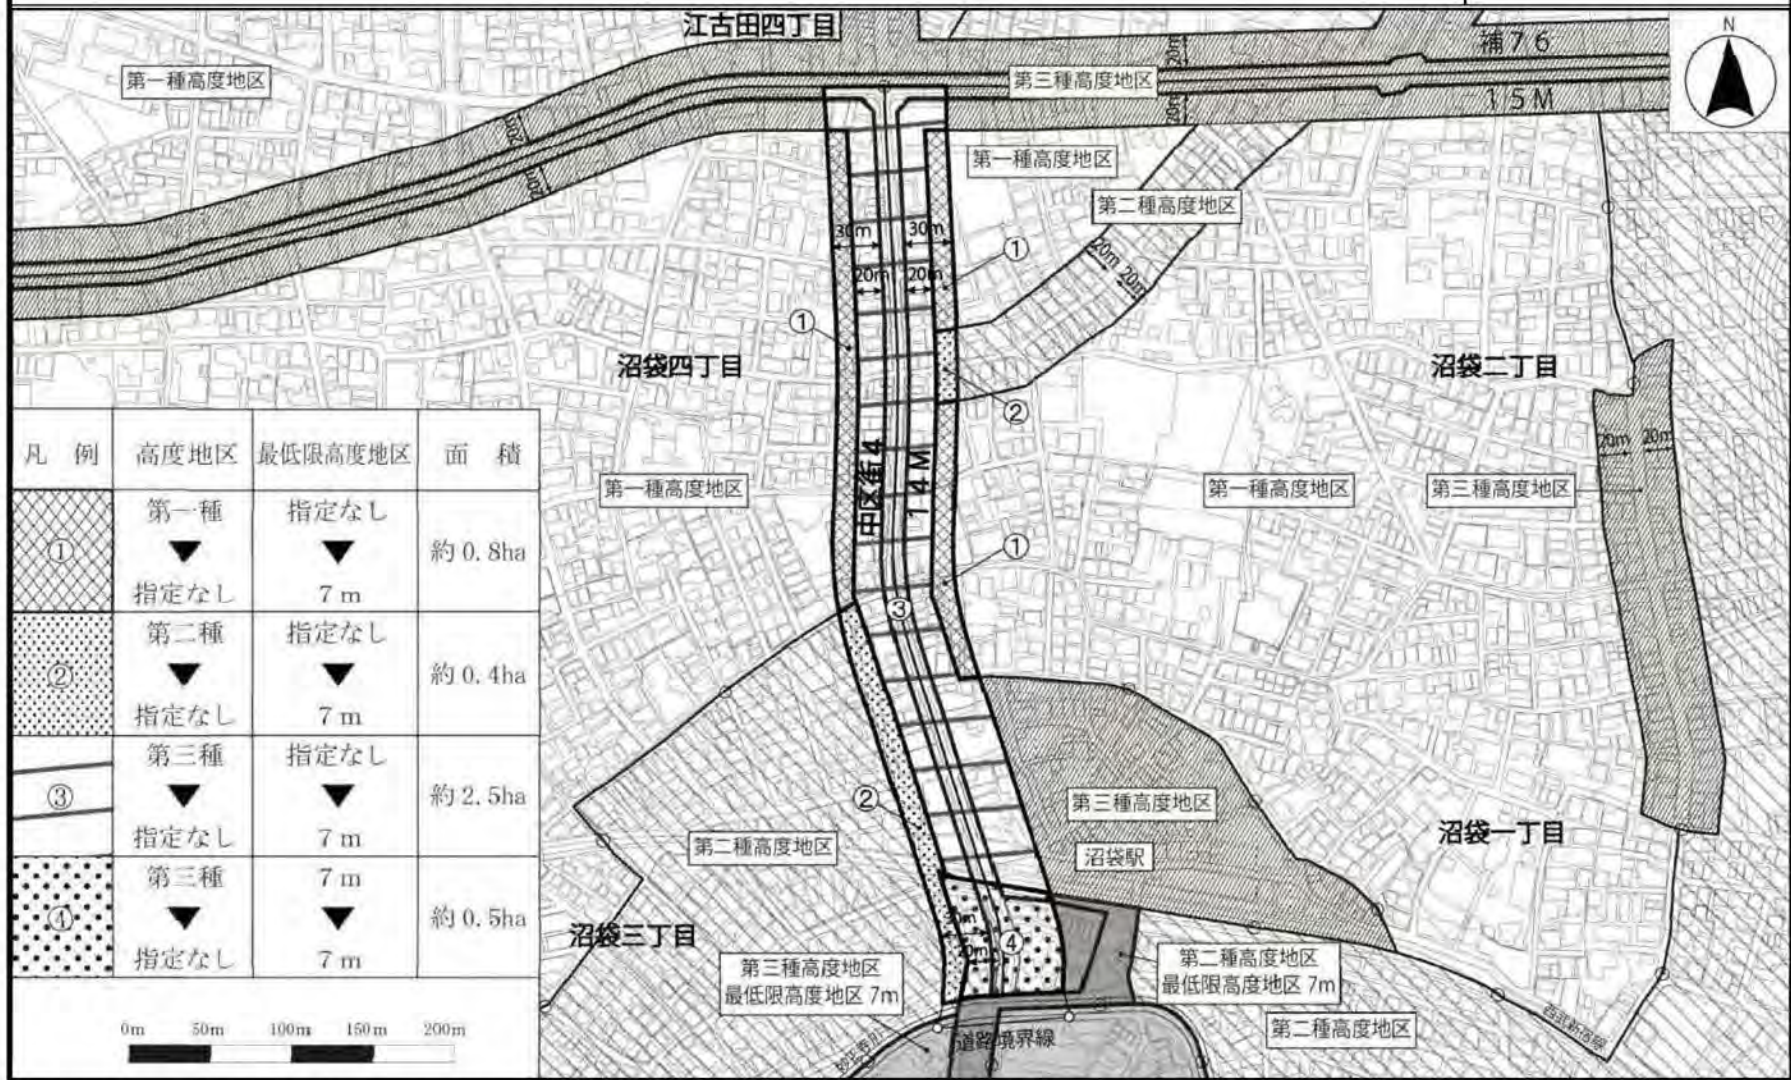 江古田四丁目
補76
N
第一種高度地区
第三種高度地区
20m
15M
20m
20m
20m
第一種高度地区
第二種高度地区
30m
30m
①
20m
20m
20m
20m
①
沼袋四丁目
沼袋二丁目
②
中区街4
14M
20m
20m
第一種高度地区
第一種高度地区
第三種高度地区
①
③
②
第三種高度地区
第二種高度地区
沼袋駅
沼袋一丁目
沼袋三丁目
30m
20m
④
第三種高度地区
最低限高度地区 7m
第二種高度地区
最低限高度地区 7m
第二種高度地区
道路境界線
西武新宿線
凡 例
高度地区
最低限高度地区
面 積
①
第一種
▼
指定なし
指定なし
▼
7m
約0.8ha
②
第二種
▼
指定なし
指定なし
▼
7m
約0.4ha
③
第三種
▼
指定なし
指定なし
▼
7m
約2.5ha
④
第三種
▼
指定なし
7m
▼
7m
約0.5ha
0m 50m 100m 150m 200m